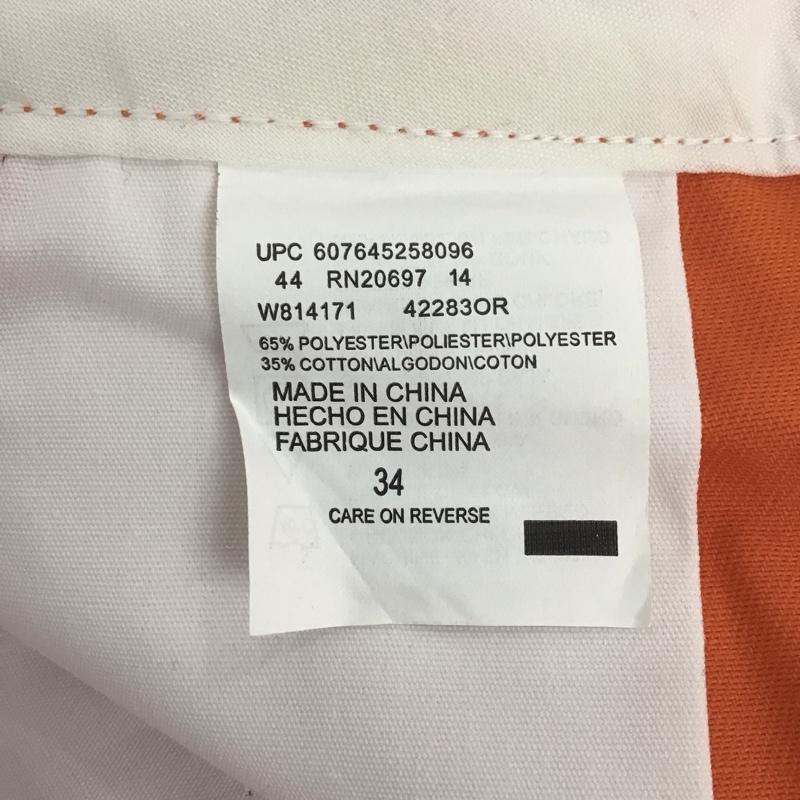 UPC 607645258096
44 RN20697 14
W814171 42283OR
65% POLYESTER\POLIESTER\POLYESTER
35% COTTON\ALGODON\COTON
MADE IN CHINA
HECHO EN CHINA
FABRIQUE CHINA
34
CARE ON REVERSE